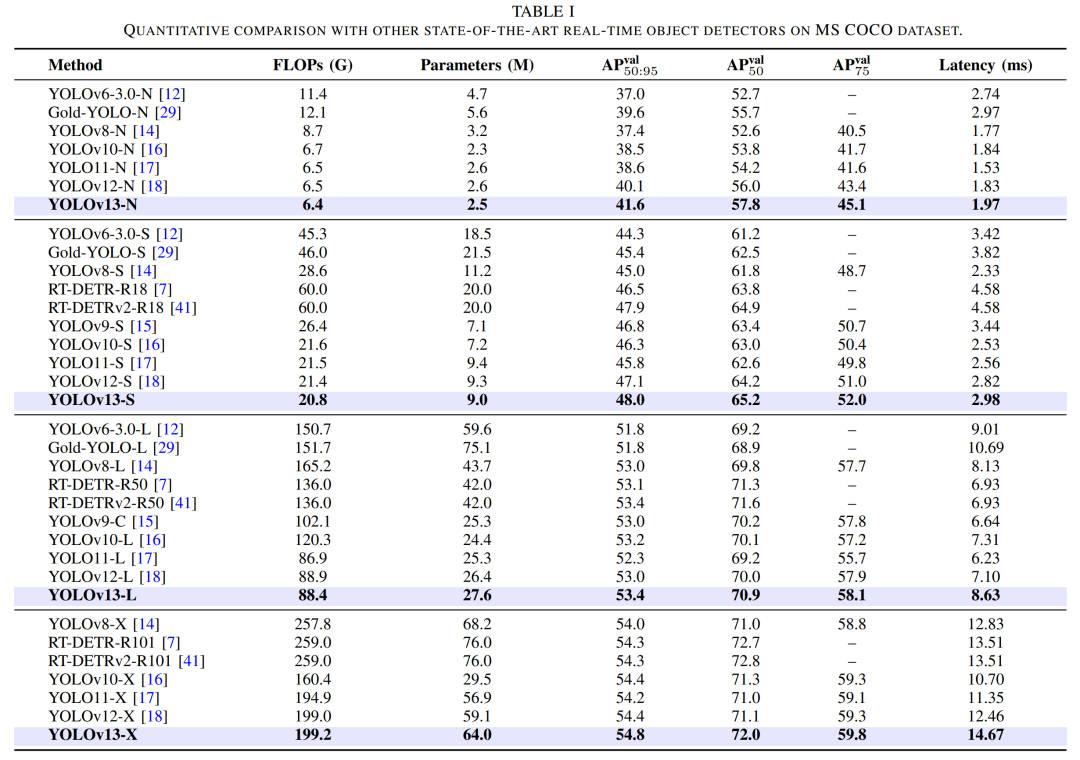 TABLE I
QUANTITATIVE COMPARISON WITH OTHER STATE-OF-THE-ART REAL-TIME OBJECT DETECTORS ON MS COCO DATASET.
Method FLOPs (G) Parameters (M) AP^val_50:95 AP^val_50 AP^val_75 Latency (ms)
YOLOv6-3.0-N [12] 11.4 4.7 37.0 52.7 – 2.74
Gold-YOLO-N [29] 12.1 5.6 39.6 55.7 – 2.97
YOLOv8-N [14] 8.7 3.2 37.4 52.6 40.5 1.77
YOLOv10-N [16] 6.7 2.3 38.5 53.8 41.7 1.84
YOLO11-N [17] 6.5 2.6 38.6 54.2 41.6 1.53
YOLOv12-N [18] 6.5 2.6 40.1 56.0 43.4 1.83
YOLOv13-N 6.4 2.5 41.6 57.8 45.1 1.97
YOLOv6-3.0-S [12] 45.3 18.5 44.3 61.2 – 3.42
Gold-YOLO-S [29] 46.0 21.5 45.4 62.5 – 3.82
YOLOv8-S [14] 28.6 11.2 45.0 61.8 48.7 2.33
RT-DETR-R18 [7] 60.0 20.0 46.5 63.8 – 4.58
RT-DETRv2-R18 [41] 60.0 20.0 47.9 64.9 – 4.58
YOLOv9-S [15] 26.4 7.1 46.8 63.4 50.7 3.44
YOLOv10-S [16] 21.6 7.2 46.3 63.0 50.4 2.53
YOLO11-S [17] 21.5 9.4 45.8 62.6 49.8 2.56
YOLOv12-S [18] 21.4 9.3 47.1 64.2 51.0 2.82
YOLOv13-S 20.8 9.0 48.0 65.2 52.0 2.98
YOLOv6-3.0-L [12] 150.7 59.6 51.8 69.2 – 9.01
Gold-YOLO-L [29] 151.7 75.1 51.8 68.9 – 10.69
YOLOv8-L [14] 165.2 43.7 53.0 69.8 57.7 8.13
RT-DETR-R50 [7] 136.0 42.0 53.1 71.3 – 6.93
RT-DETRv2-R50 [41] 136.0 42.0 53.4 71.6 – 6.93
YOLOv9-C [15] 102.1 25.3 53.0 70.2 57.8 6.64
YOLOv10-L [16] 120.3 24.4 53.2 70.1 57.2 7.31
YOLO11-L [17] 86.9 25.3 52.3 69.2 55.7 6.23
YOLOv12-L [18] 88.9 26.4 53.0 70.0 57.9 7.10
YOLOv13-L 88.4 27.6 53.4 70.9 58.1 8.63
YOLOv8-X [14] 257.8 68.2 54.0 71.0 58.8 12.83
RT-DETR-R101 [7] 259.0 76.0 54.3 72.7 – 13.51
RT-DETRv2-R101 [41] 259.0 76.0 54.3 72.8 – 13.51
YOLOv10-X [16] 160.4 29.5 54.4 71.3 59.3 10.70
YOLO11-X [17] 194.9 56.9 54.2 71.0 59.1 11.35
YOLOv12-X [18] 199.0 59.1 54.4 71.1 59.3 12.46
YOLOv13-X 199.2 64.0 54.8 72.0 59.8 14.67